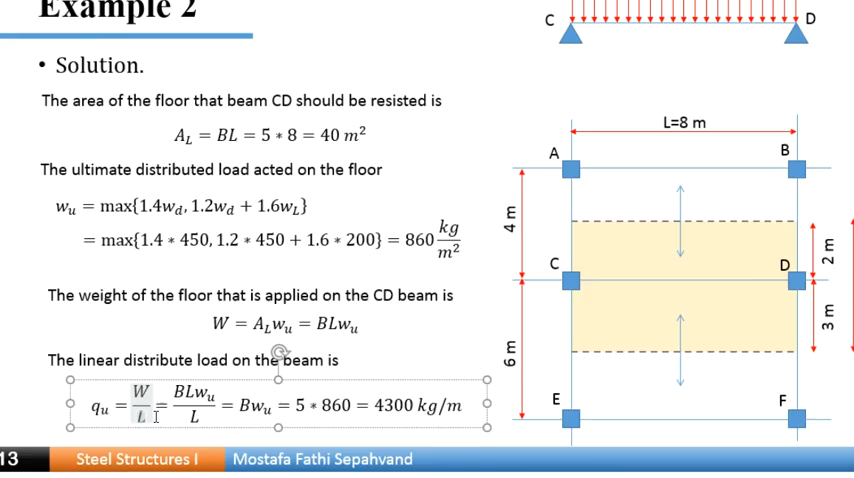 Example 2
• Solution.
The area of the floor that beam CD should be resisted is
A_L = BL = 5 * 8 = 40 m²
The ultimate distributed load acted on the floor
w_u = max{1.4w_d, 1.2w_d + 1.6w_L}
= max{1.4 * 450, 1.2 * 450 + 1.6 * 200} = 860 kg/m²
The weight of the floor that is applied on the CD beam is
W = A_L w_u = BLw_u
The linear distribute load on the beam is
q_u = W/L = BLw_u/L = Bw_u = 5 * 860 = 4300 kg/m
C D
L=8 m
A B
4 m
C D
2 m
3 m
6 m
E F
13 Steel Structures I Mostafa Fathi Sepahvand